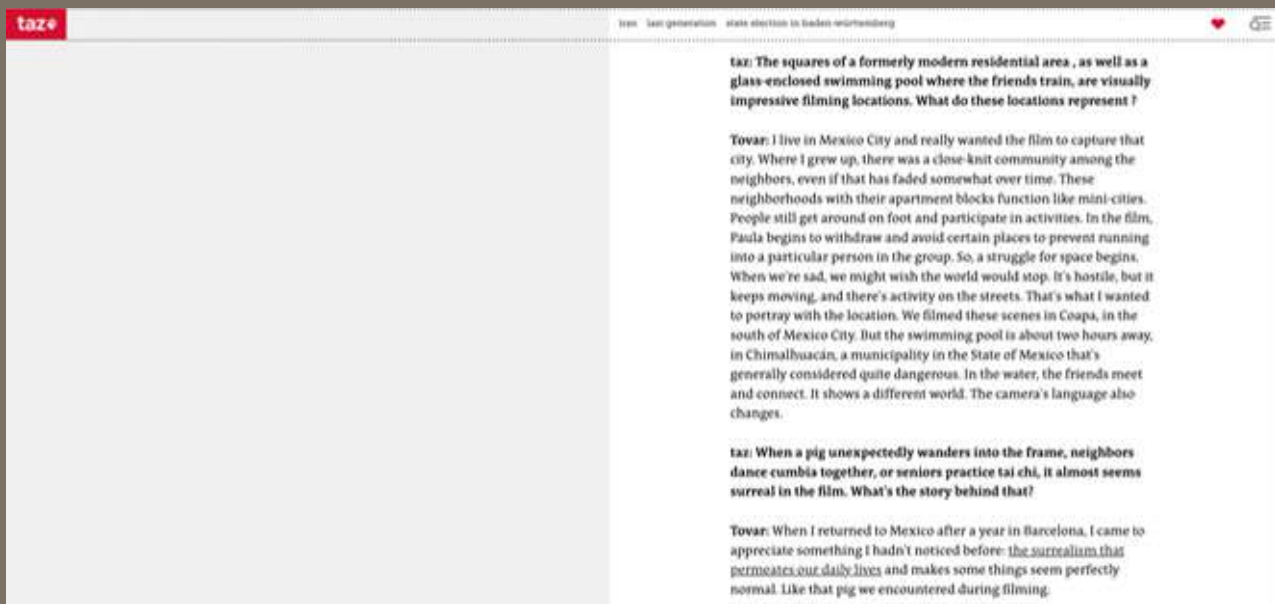 taz
iran last generation state election in baden-württemberg
taz: The squares of a formerly modern residential area , as well as a
glass-enclosed swimming pool where the friends train, are visually
impressive filming locations. What do these locations represent ?
Tovar: I live in Mexico City and really wanted the film to capture that
city. Where I grew up, there was a close-knit community among the
neighbors, even if that has faded somewhat over time. These
neighborhoods with their apartment blocks function like mini-cities.
People still get around on foot and participate in activities. In the film,
Paula begins to withdraw and avoid certain places to prevent running
into a particular person in the group. So, a struggle for space begins.
When we're sad, we might wish the world would stop. It's hostile, but it
keeps moving, and there's activity on the streets. That's what I wanted
to portray with the location. We filmed these scenes in Coapa, in the
south of Mexico City. But the swimming pool is about two hours away,
in Chimalhuacán, a municipality in the State of Mexico that's
generally considered quite dangerous. In the water, the friends meet
and connect. It shows a different world. The camera's language also
changes.
taz: When a pig unexpectedly wanders into the frame, neighbors
dance cumbia together, or seniors practice tai chi, it almost seems
surreal in the film. What's the story behind that?
Tovar: When I returned to Mexico after a year in Barcelona, I came to
appreciate something I hadn't noticed before: the surrealism that
permeates our daily lives and makes some things seem perfectly
normal. Like that pig we encountered during filming.